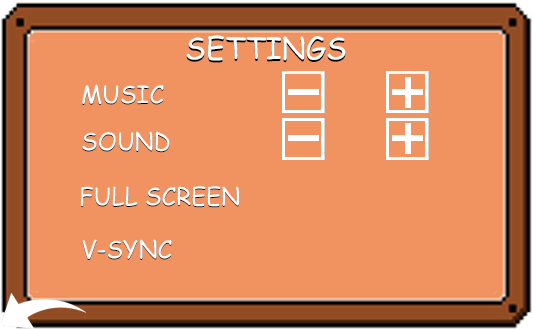 SETTINGS
MUSIC − +
SOUND − +
FULL SCREEN
V-SYNC